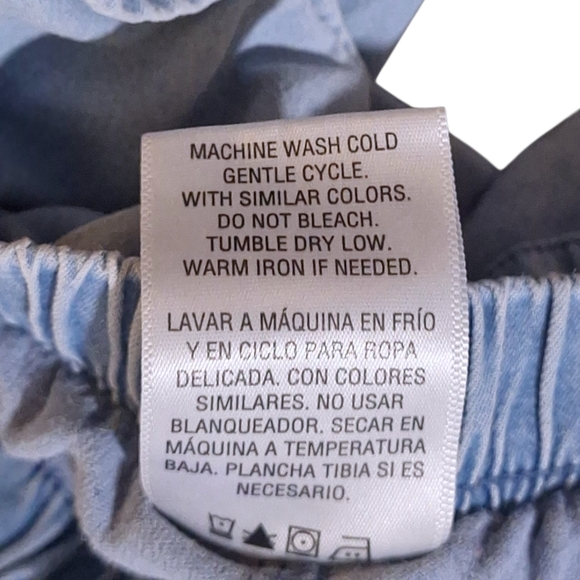 MACHINE WASH COLD
GENTLE CYCLE.
WITH SIMILAR COLORS.
DO NOT BLEACH.
TUMBLE DRY LOW.
WARM IRON IF NEEDED.
LAVAR A MÁQUINA EN FRÍO
Y EN CICLO PARA ROPA
DELICADA. CON COLORES
SIMILARES. NO USAR
BLANQUEADOR. SECAR EN
MÁQUINA A TEMPERATURA
BAJA. PLANCHA TIBIA SI ES
NECESARIO.